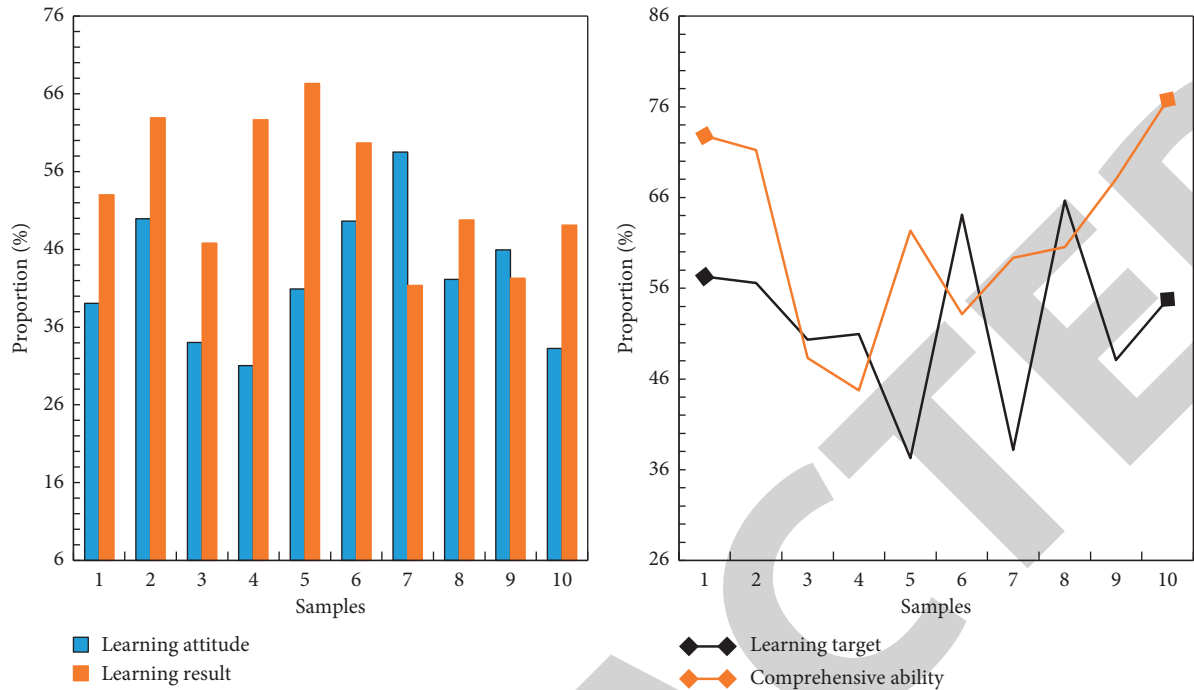 76
66
56
46
36
26
16
6
Proportion (%)
1 2 3 4 5 6 7 8 9 10
Samples
Learning attitude
Learning result
86
76
66
56
46
36
26
Proportion (%)
1 2 3 4 5 6 7 8 9 10
Samples
Learning target
Comprehensive ability
CTED